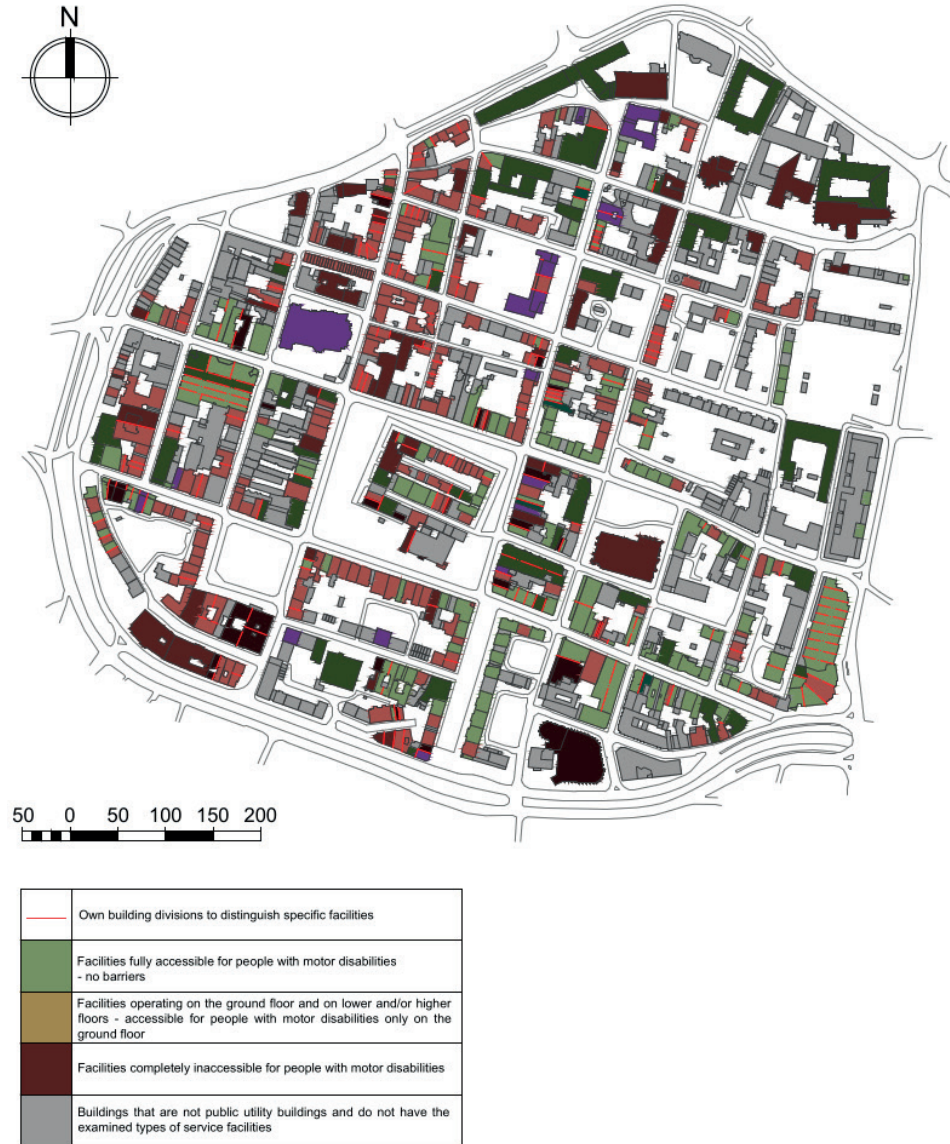 N
50 0 50 100 150 200
Own building divisions to distinguish specific facilities
Facilities fully accessible for people with motor disabilities
- no barriers
Facilities operating on the ground floor and on lower and/or higher
floors - accessible for people with motor disabilities only on the
ground floor
Facilities completely inaccessible for people with motor disabilities
Buildings that are not public utility buildings and do not have the
examined types of service facilities